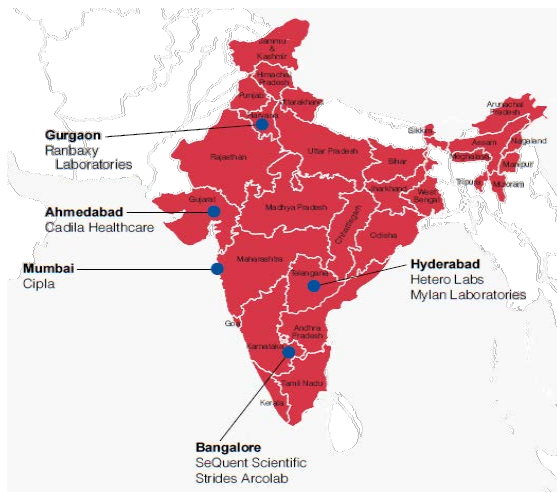 Jammu
&
Kashmir
Himachal
Pradesh
Punjab
Uttarakhand
Haryana
Arunachal
Pradesh
Sikkim
Assam
Nagaland
Meghalaya
Manipur
Tripura
Mizoram
Gurgaon
Ranbaxy
Laboratories
Rajasthan
Uttar Pradesh
Bihar
Jharkhand
West
Bengal
Gujarat
Ahmedabad
Cadila Healthcare
Madhya Pradesh
Chhattisgarh
Odisha
Mumbai
Cipla
Maharashtra
Telangana
Hyderabad
Hetero Labs
Mylan Laboratories
Goa
Andhra
Pradesh
Karnataka
Tamil Nadu
Kerala
Bangalore
SeQuent Scientific
Strides Arcolab